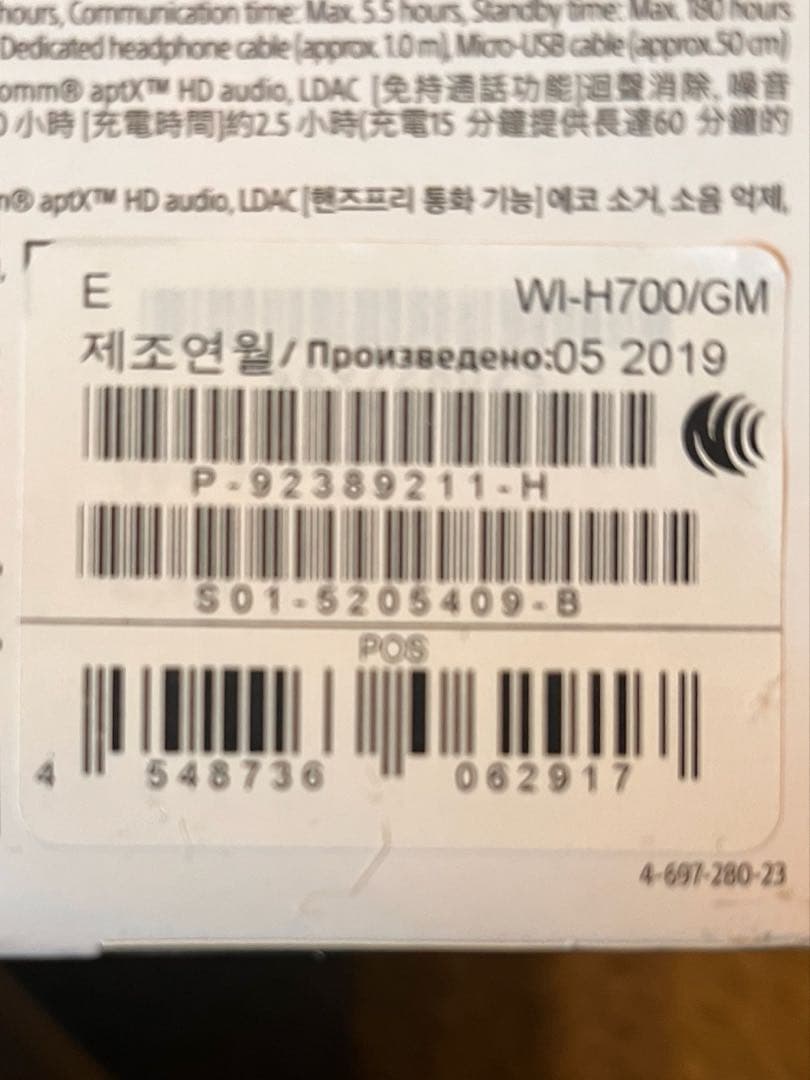 hours, Communication time: Max. 5.5 hours, Standby time: Max. 180 hours
Dedicated headphone cable (approx. 1.0 m), Micro-USB cable (approx. 50 cm)
omm® aptX™ HD audio, LDAC [免持通話功能]迴聲消除, 噪音
0 小時 [充電時間]約2.5 小時(充電15 分鐘提供長達60 分鐘的
m® aptX™ HD audio, LDAC [핸즈프리 통화 기능] 에코 소거, 소음 억제,
E WI-H700/GM
제조연월/Произведено:05 2019
P-92389211-H
S01-5205409-B
POS
4 548736 062917
4-697-280-23